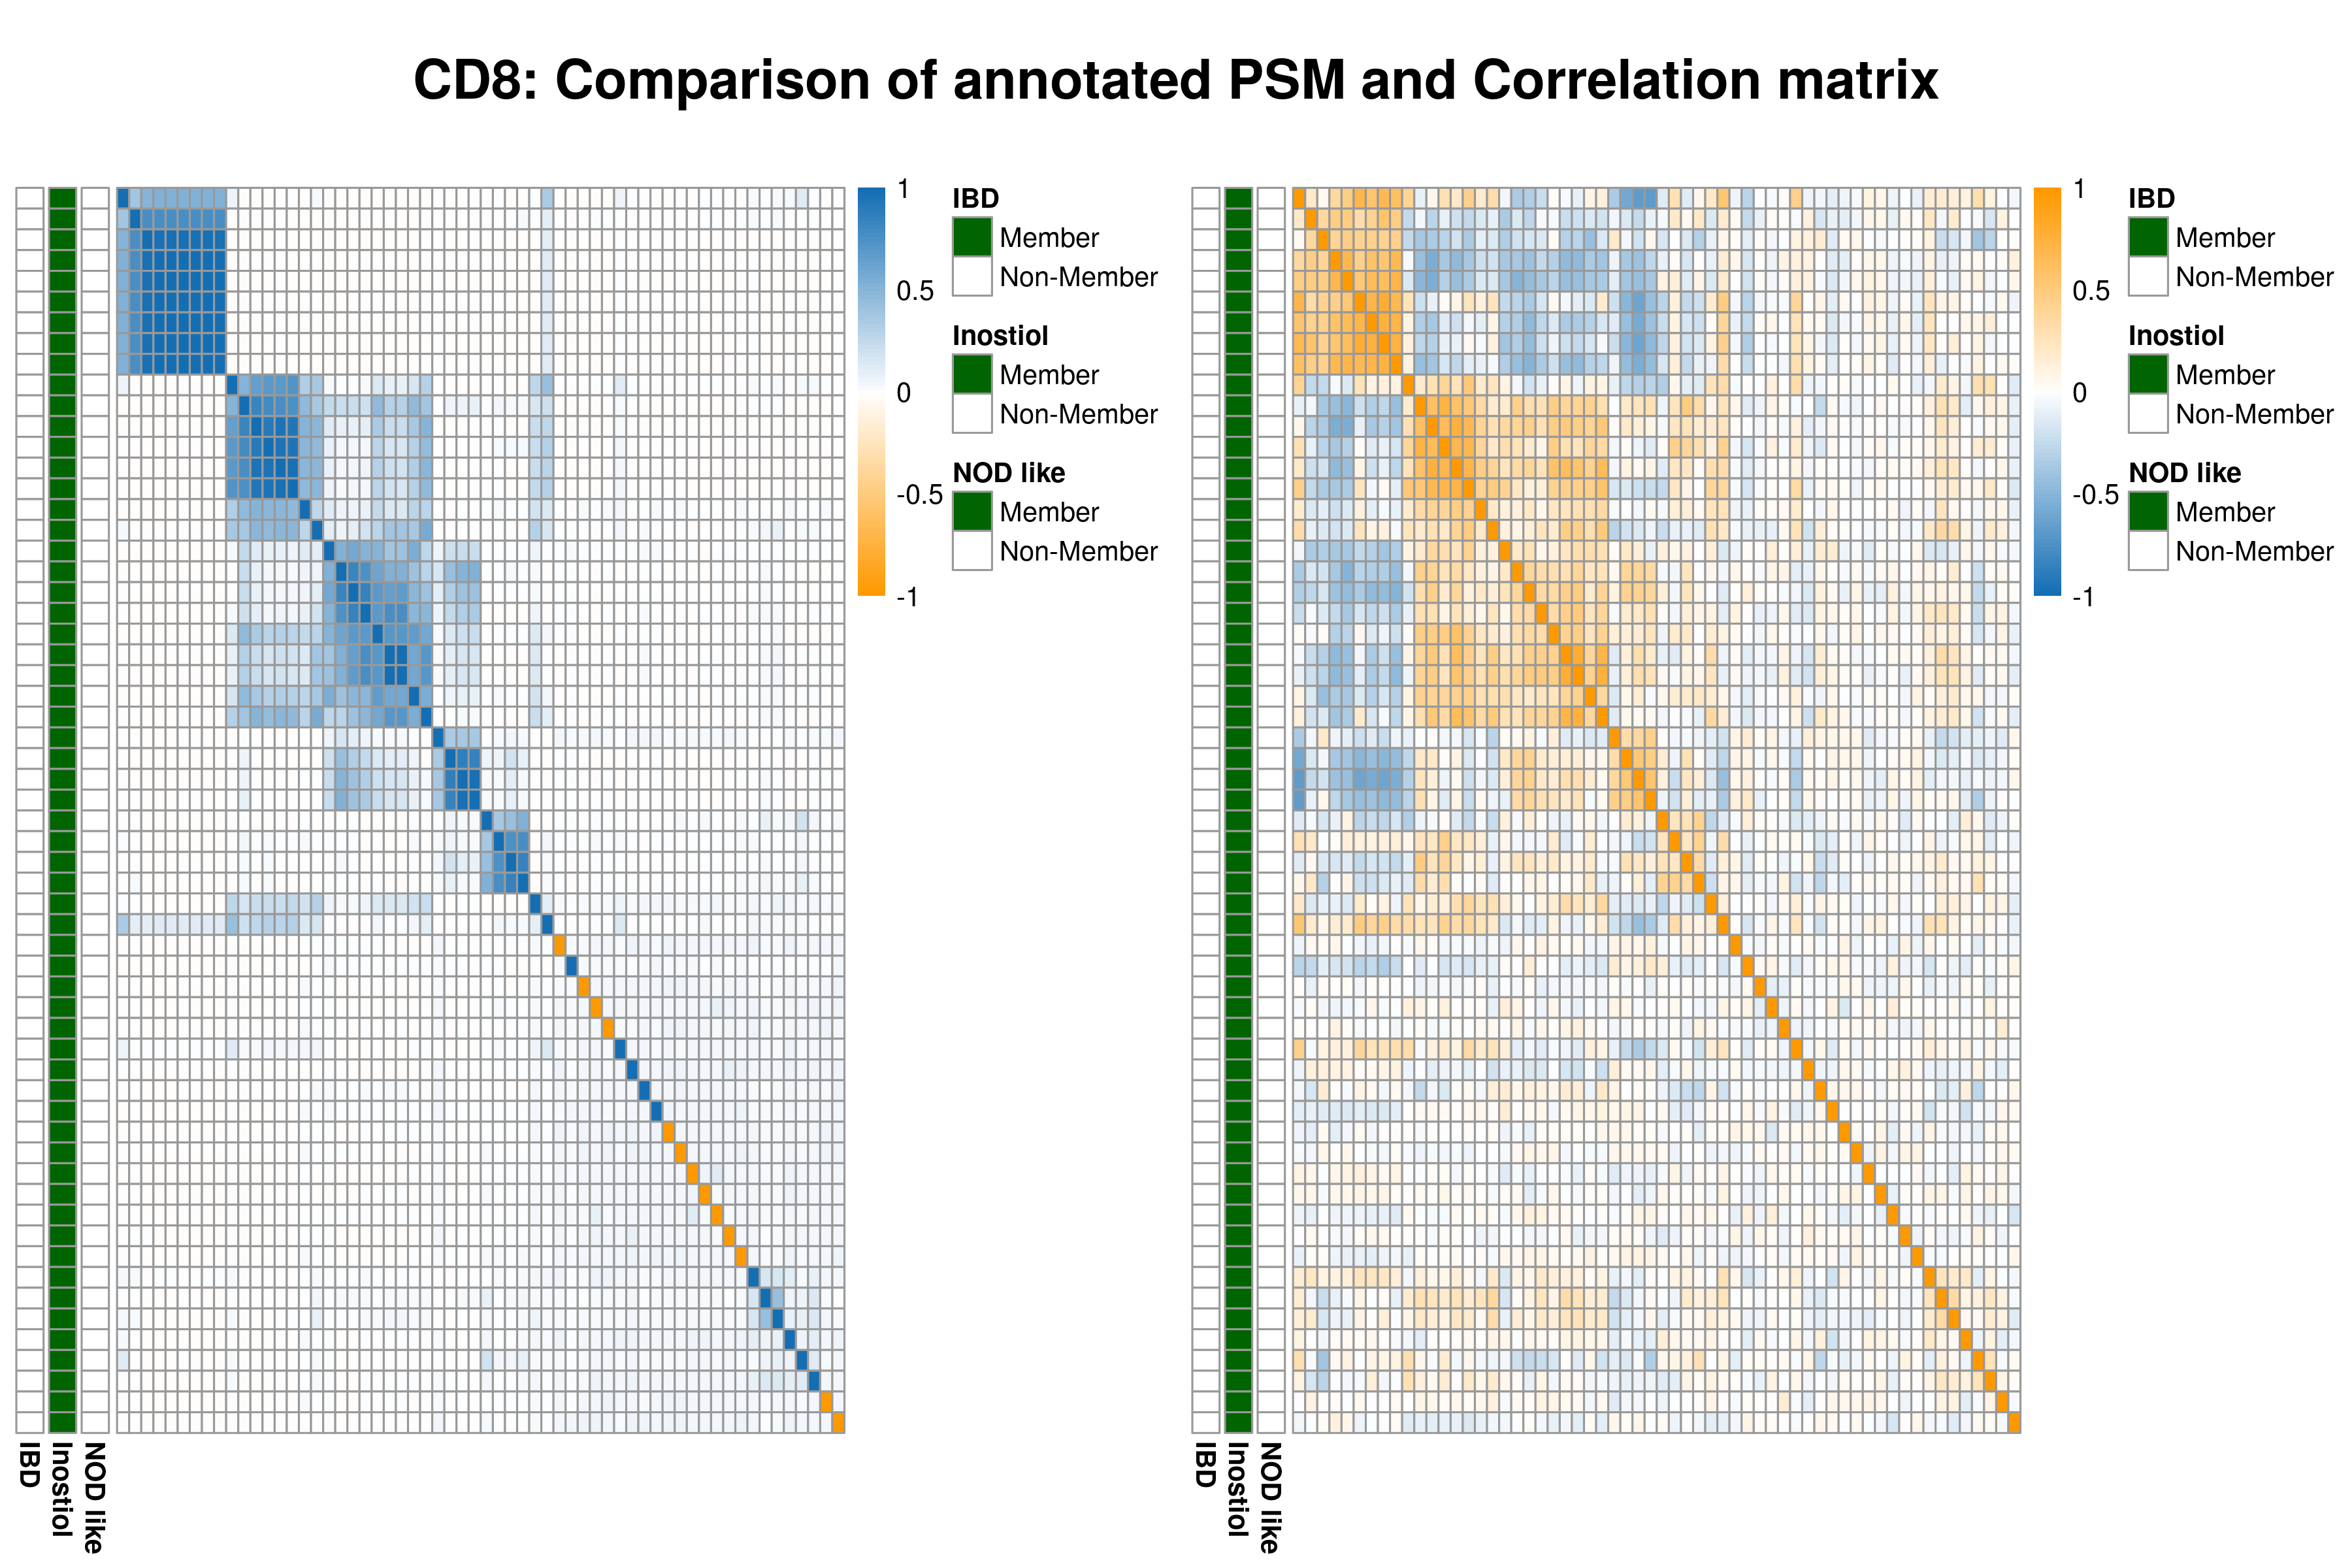 CD8: Comparison of annotated PSM and Correlation matrix
1
0.5
0
-0.5
-1
IBD
Member
Non-Member
Inostiol
Member
Non-Member
NOD like
Member
Non-Member
IBD
Inostiol
NOD like
1
0.5
0
-0.5
-1
IBD
Member
Non-Member
Inostiol
Member
Non-Member
NOD like
Member
Non-Member
IBD
Inostiol
NOD like